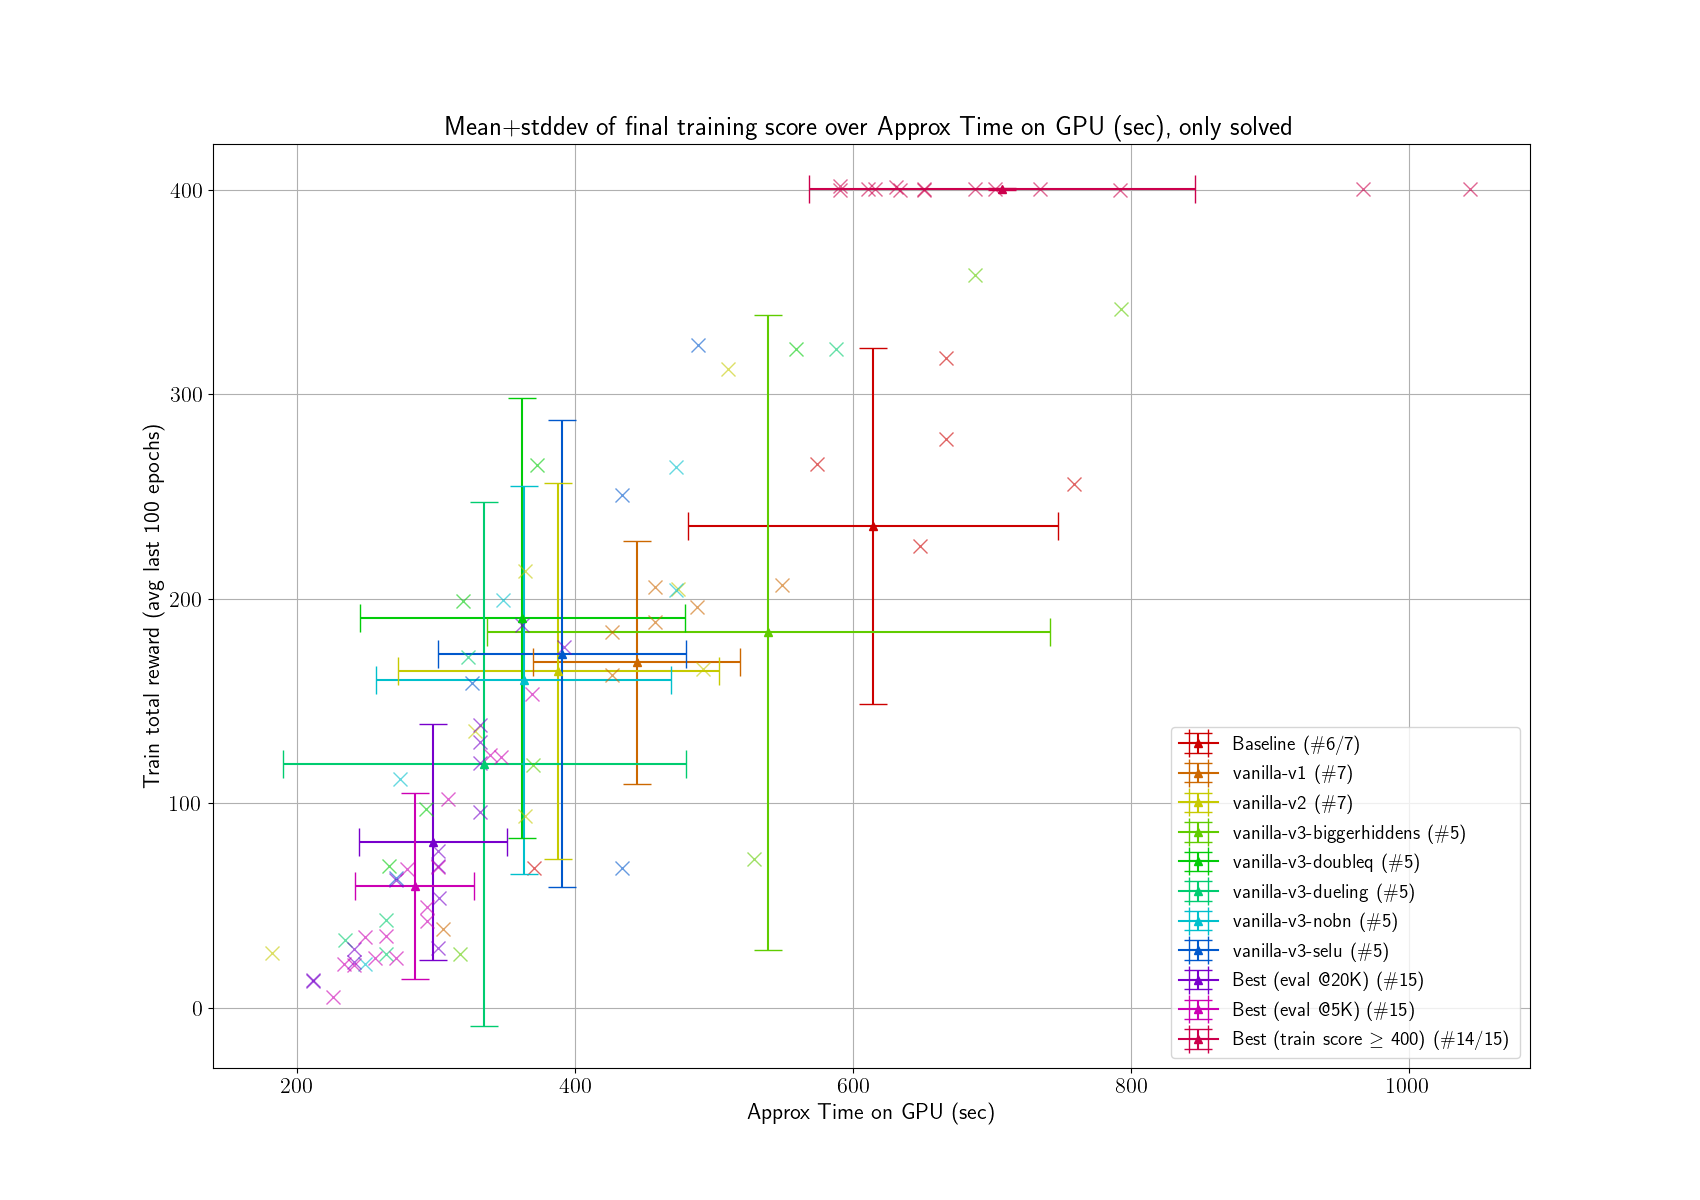 Mean+stddev of final training score over Approx Time on GPU (sec), only solved
400
300
200
100
0
Train total reward (avg last 100 epochs)
Baseline (#6/7)
vanilla-v1 (#7)
vanilla-v2 (#7)
vanilla-v3-biggerhiddens (#5)
vanilla-v3-doubleq (#5)
vanilla-v3-dueling (#5)
vanilla-v3-nobn (#5)
vanilla-v3-selu (#5)
Best (eval @20K) (#15)
Best (eval @5K) (#15)
Best (train score ≥ 400) (#14/15)
200 400 600 800 1000
Approx Time on GPU (sec)